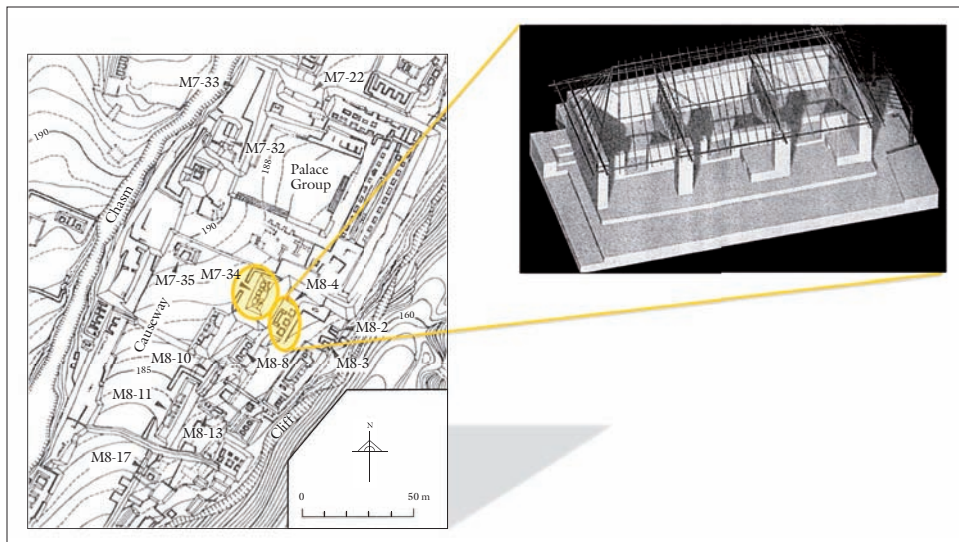 M7-33
M7-22
190
M7-32
188
Palace
Group
Chasm
190
M7-35
M7-34
M8-4
Causeway
M8-2
160
M8-10
M8-8
M8-3
185
M8-11
M8-13
Cliff
M8-17
N
0
50 m